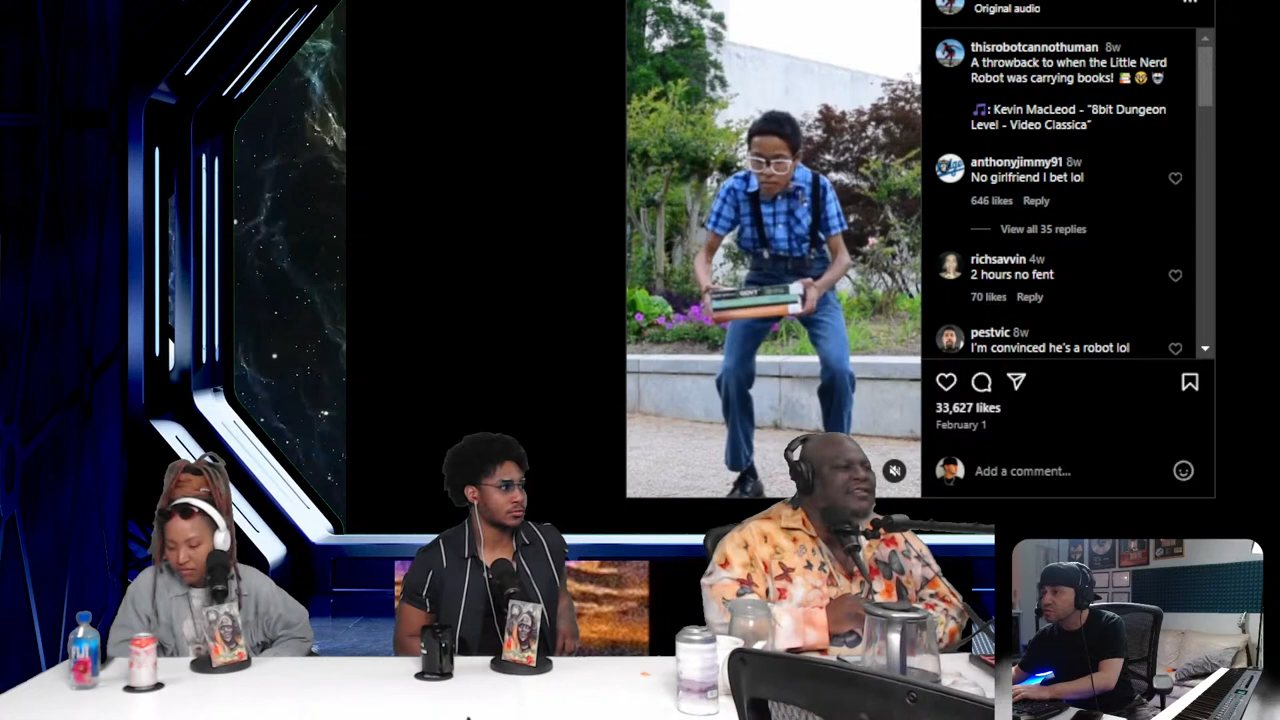 Original audio
thisrobotcannothuman 8w
A throwback to when the Little Nerd
Robot was carrying books!
: Kevin MacLeod - "8bit Dungeon
Level - Video Classica"
anthonyjimmy91 8w
No girlfriend I bet lol
646 likes Reply
View all 35 replies
richsavvin 4w
2 hours no fent
70 likes Reply
pestvic 8w
I'm convinced he's a robot lol
33,627 likes
February 1
Add a comment...